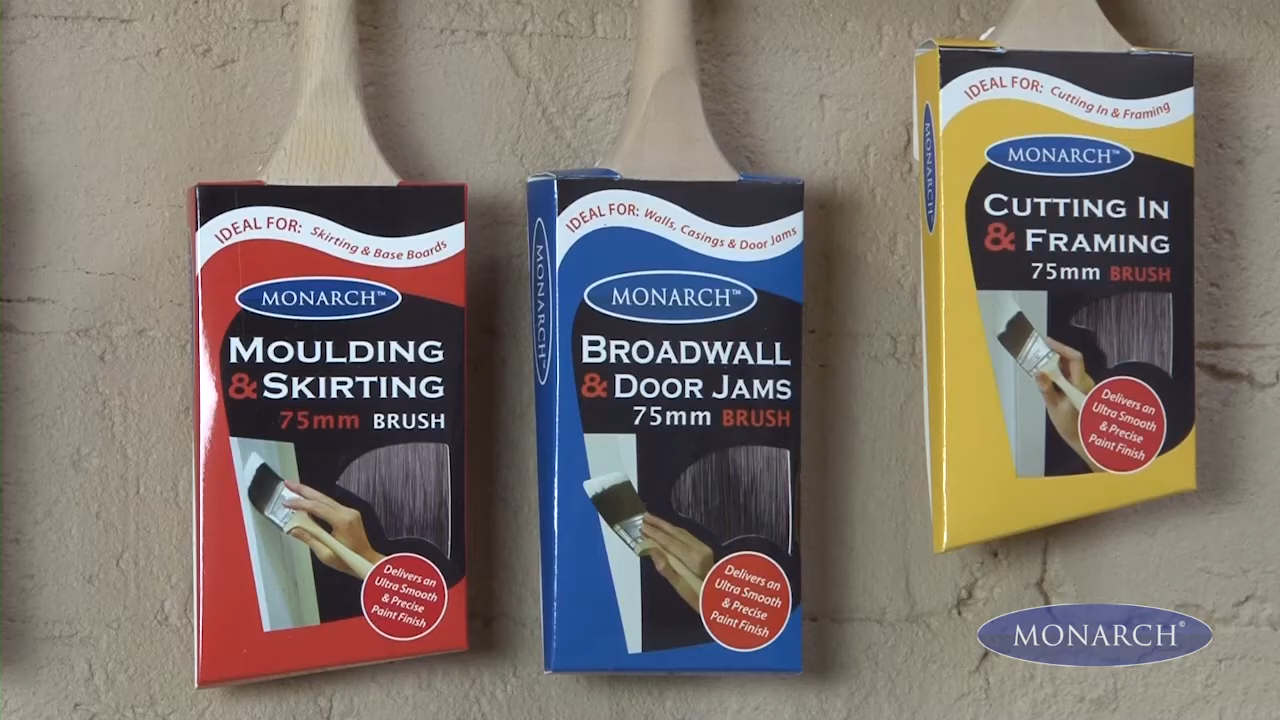 IDEAL FOR: Skirting & Base Boards
MONARCH™
MOULDING
& SKIRTING
75mm BRUSH
Delivers an
Ultra Smooth
& Precise
Paint Finish
MONARCH™
IDEAL FOR: Walls, Casings & Door Jams
MONARCH™
BROADWALL
& DOOR JAMS
75mm BRUSH
Delivers an
Ultra Smooth
& Precise
Paint Finish
MONARCH™
IDEAL FOR: Cutting In & Framing
MONARCH™
CUTTING IN
& FRAMING
75mm BRUSH
Delivers an
Ultra Smooth
& Precise
Paint Finish
MONARCH®